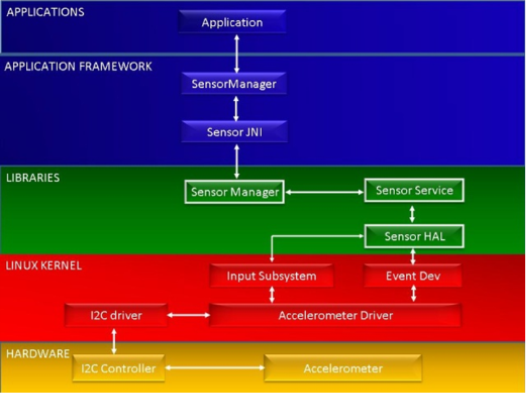 APPLICATIONS
Application
APPLICATION FRAMEWORK
SensorManager
Sensor JNI
LIBRARIES
Sensor Manager
Sensor Service
Sensor HAL
LINUX KERNEL
Input Subsystem
Event Dev
I2C driver
Accelerometer Driver
HARDWARE
I2C Controller
Accelerometer